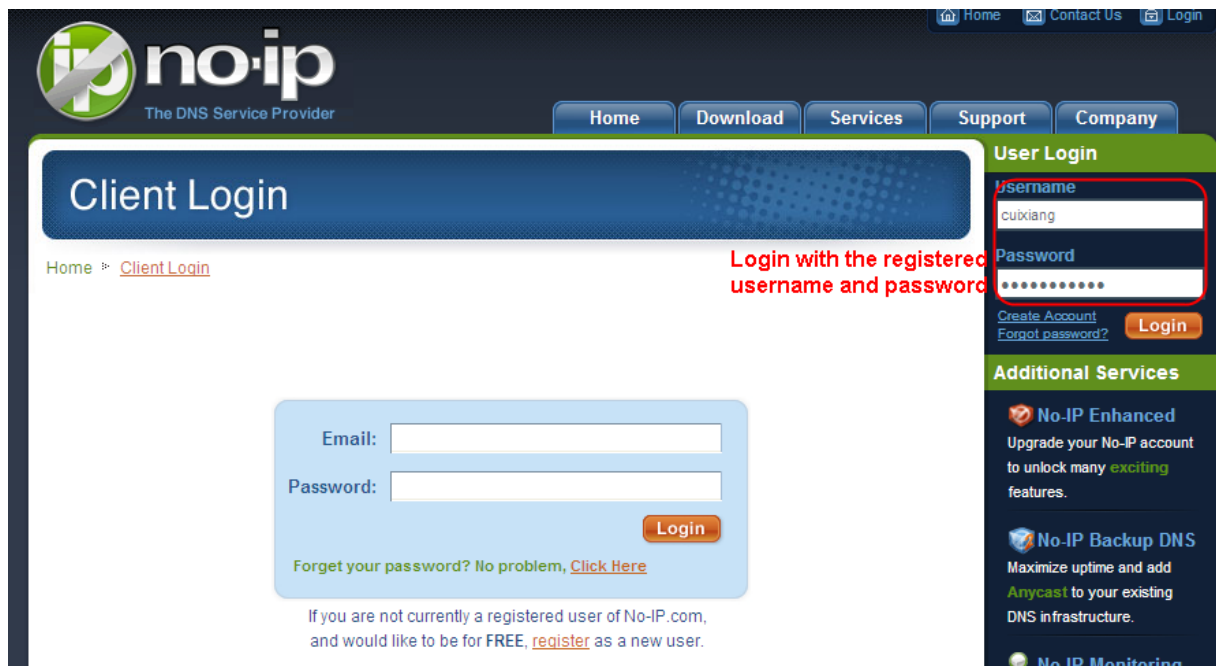 Home Contact Us Login
ip no·ip
The DNS Service Provider
Home Download Services Support Company
Client Login
Home Client Login
Login with the registered
username and password
User Login
Username
cuixiang
Password
•••••••••••
Create Account
Forgot password?
Login
Email:
Password:
Login
Forget your password? No problem, Click Here
If you are not currently a registered user of No-IP.com,
and would like to be for FREE, register as a new user.
Additional Services
No-IP Enhanced
Upgrade your No-IP account
to unlock many exciting
features.
No-IP Backup DNS
Maximize uptime and add
Anycast to your existing
DNS infrastructure.
No-IP Monitoring